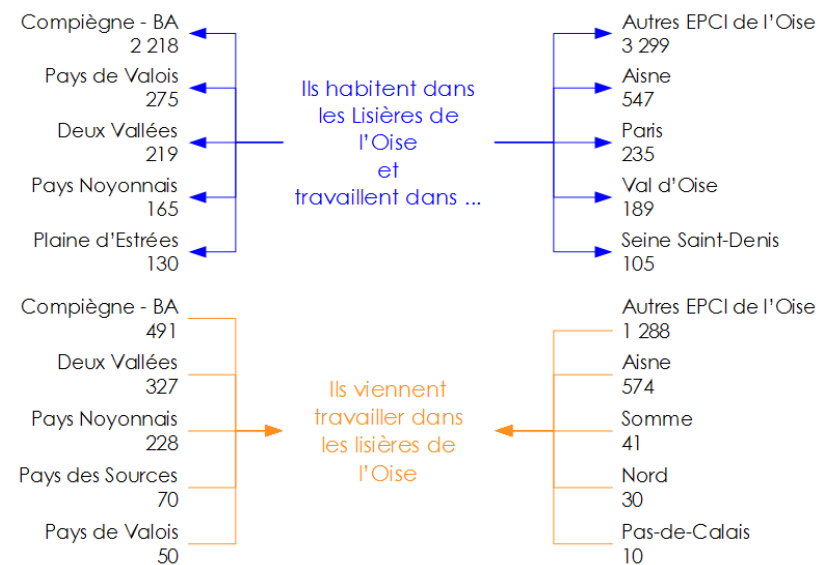 Compiègne - BA
2 218
Pays de Valois
275
Deux Vallées
219
Pays Noyonnais
165
Plaine d'Estrées
130
Ils habitent dans
les Lisières de
l'Oise
et
travaillent dans ...
Autres EPCI de l'Oise
3 299
Aisne
547
Paris
235
Val d'Oise
189
Seine Saint-Denis
105
Compiègne - BA
491
Deux Vallées
327
Pays Noyonnais
228
Pays des Sources
70
Pays de Valois
50
Ils viennent
travailler dans
les lisières de
l'Oise
Autres EPCI de l'Oise
1 288
Aisne
574
Somme
41
Nord
30
Pas-de-Calais
10